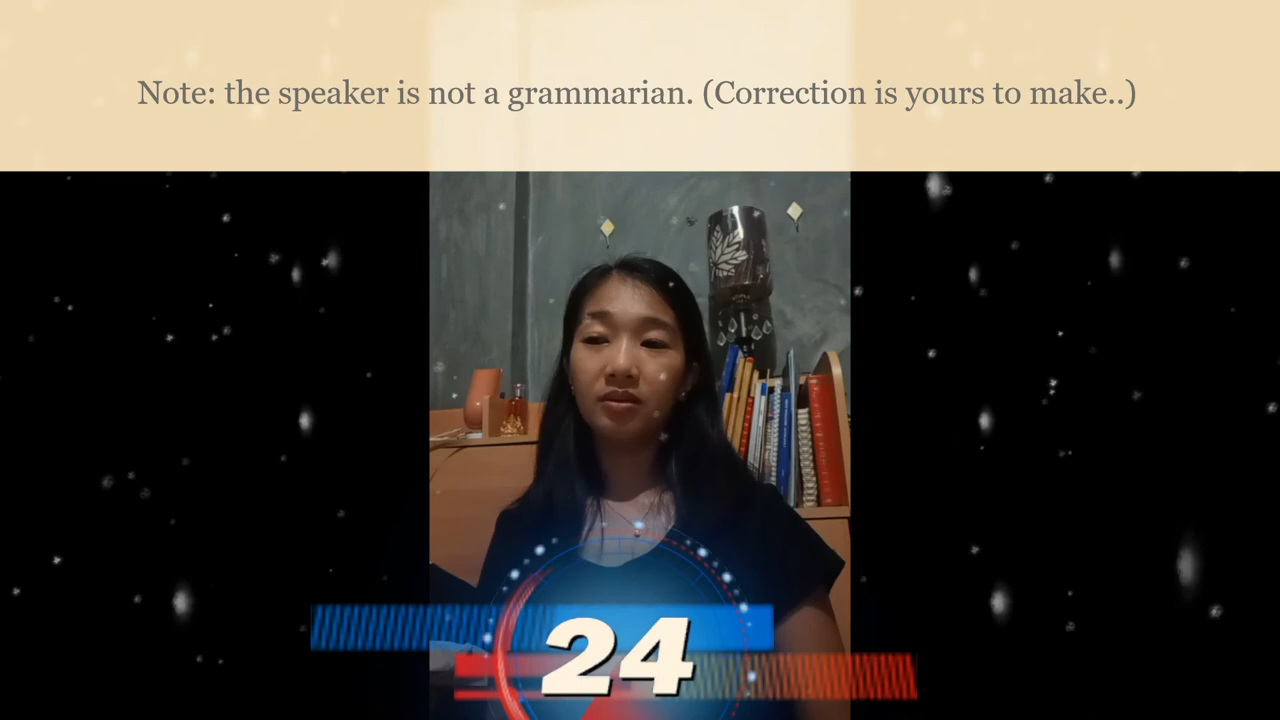 Note: the speaker is not a grammarian. (Correction is yours to make..)
24